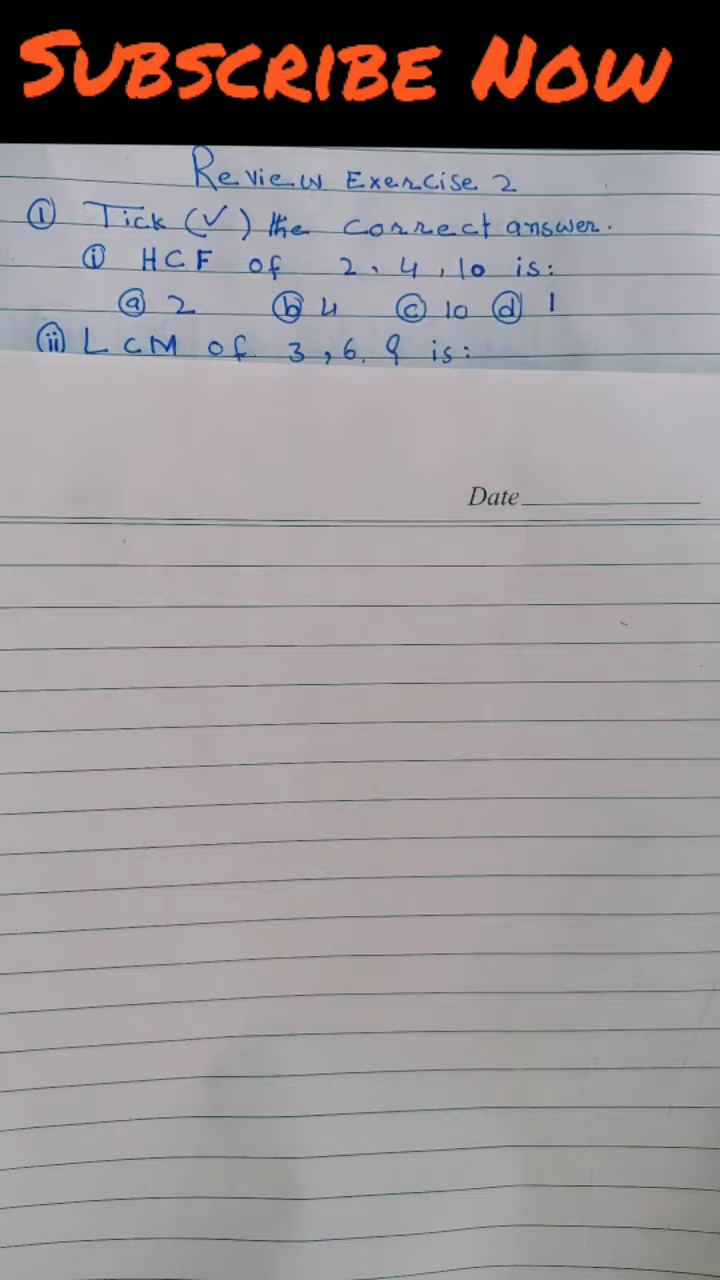 SUBSCRIBE NOW
Review Exercise 2
① Tick (✓) the correct answer.
ⓘ HCF of 2, 4, 10 is:
ⓐ 2 ⓑ 4 ⓒ 10 ⓓ 1
(ii) LCM of 3, 6, 9 is:
Date